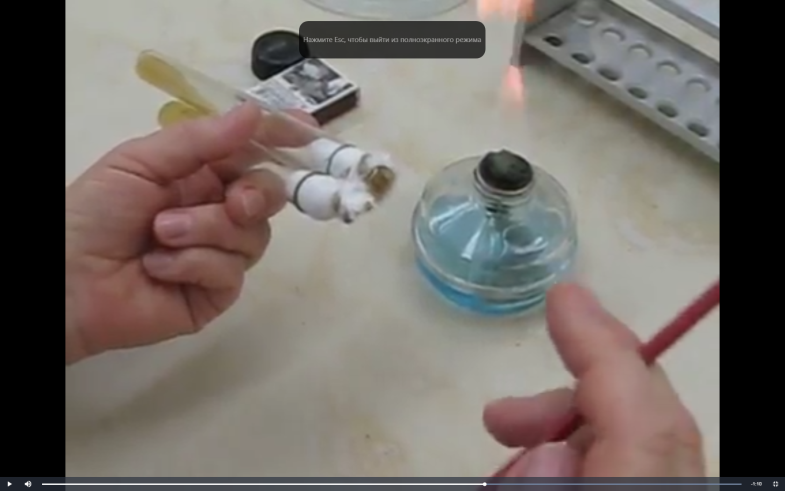 Нажмите Esc, чтобы выйти из полноэкранного режима
-1:10